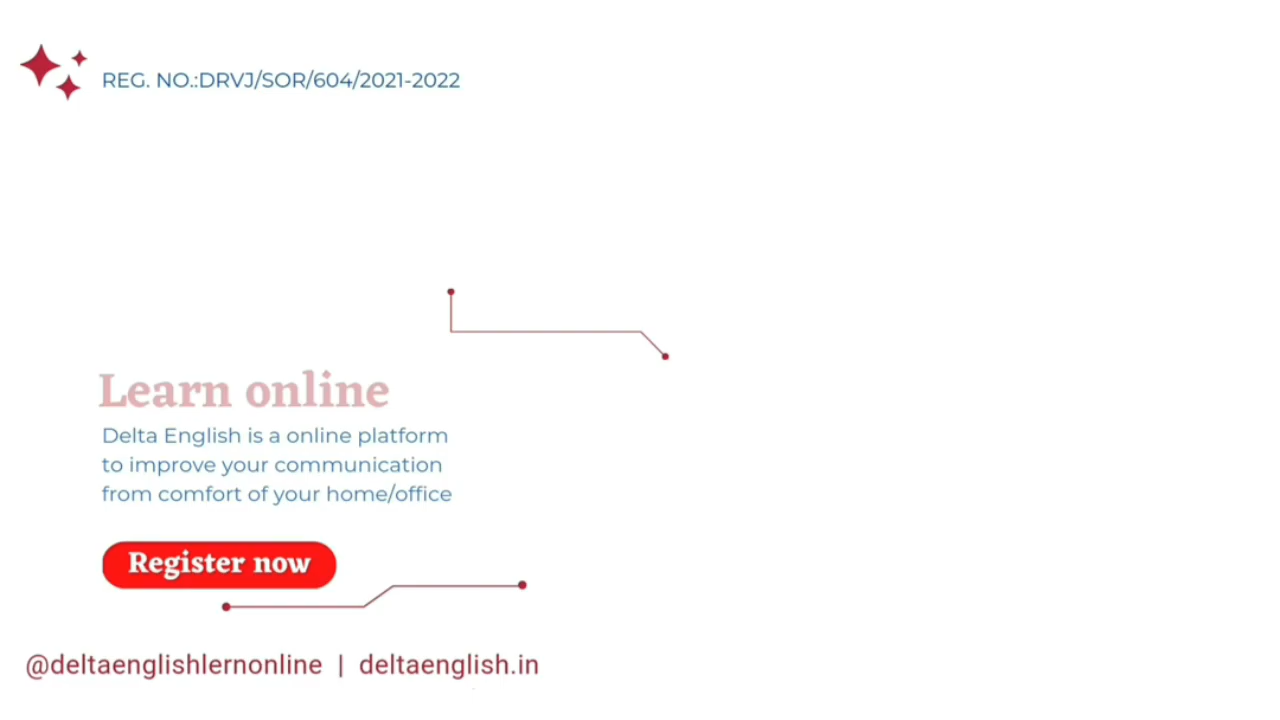 REG. NO.:DRVJ/SOR/604/2021-2022
Learn online
Delta English is a online platform
to improve your communication
from comfort of your home/office
Register now
@deltaenglishlernonline | deltaenglish.in